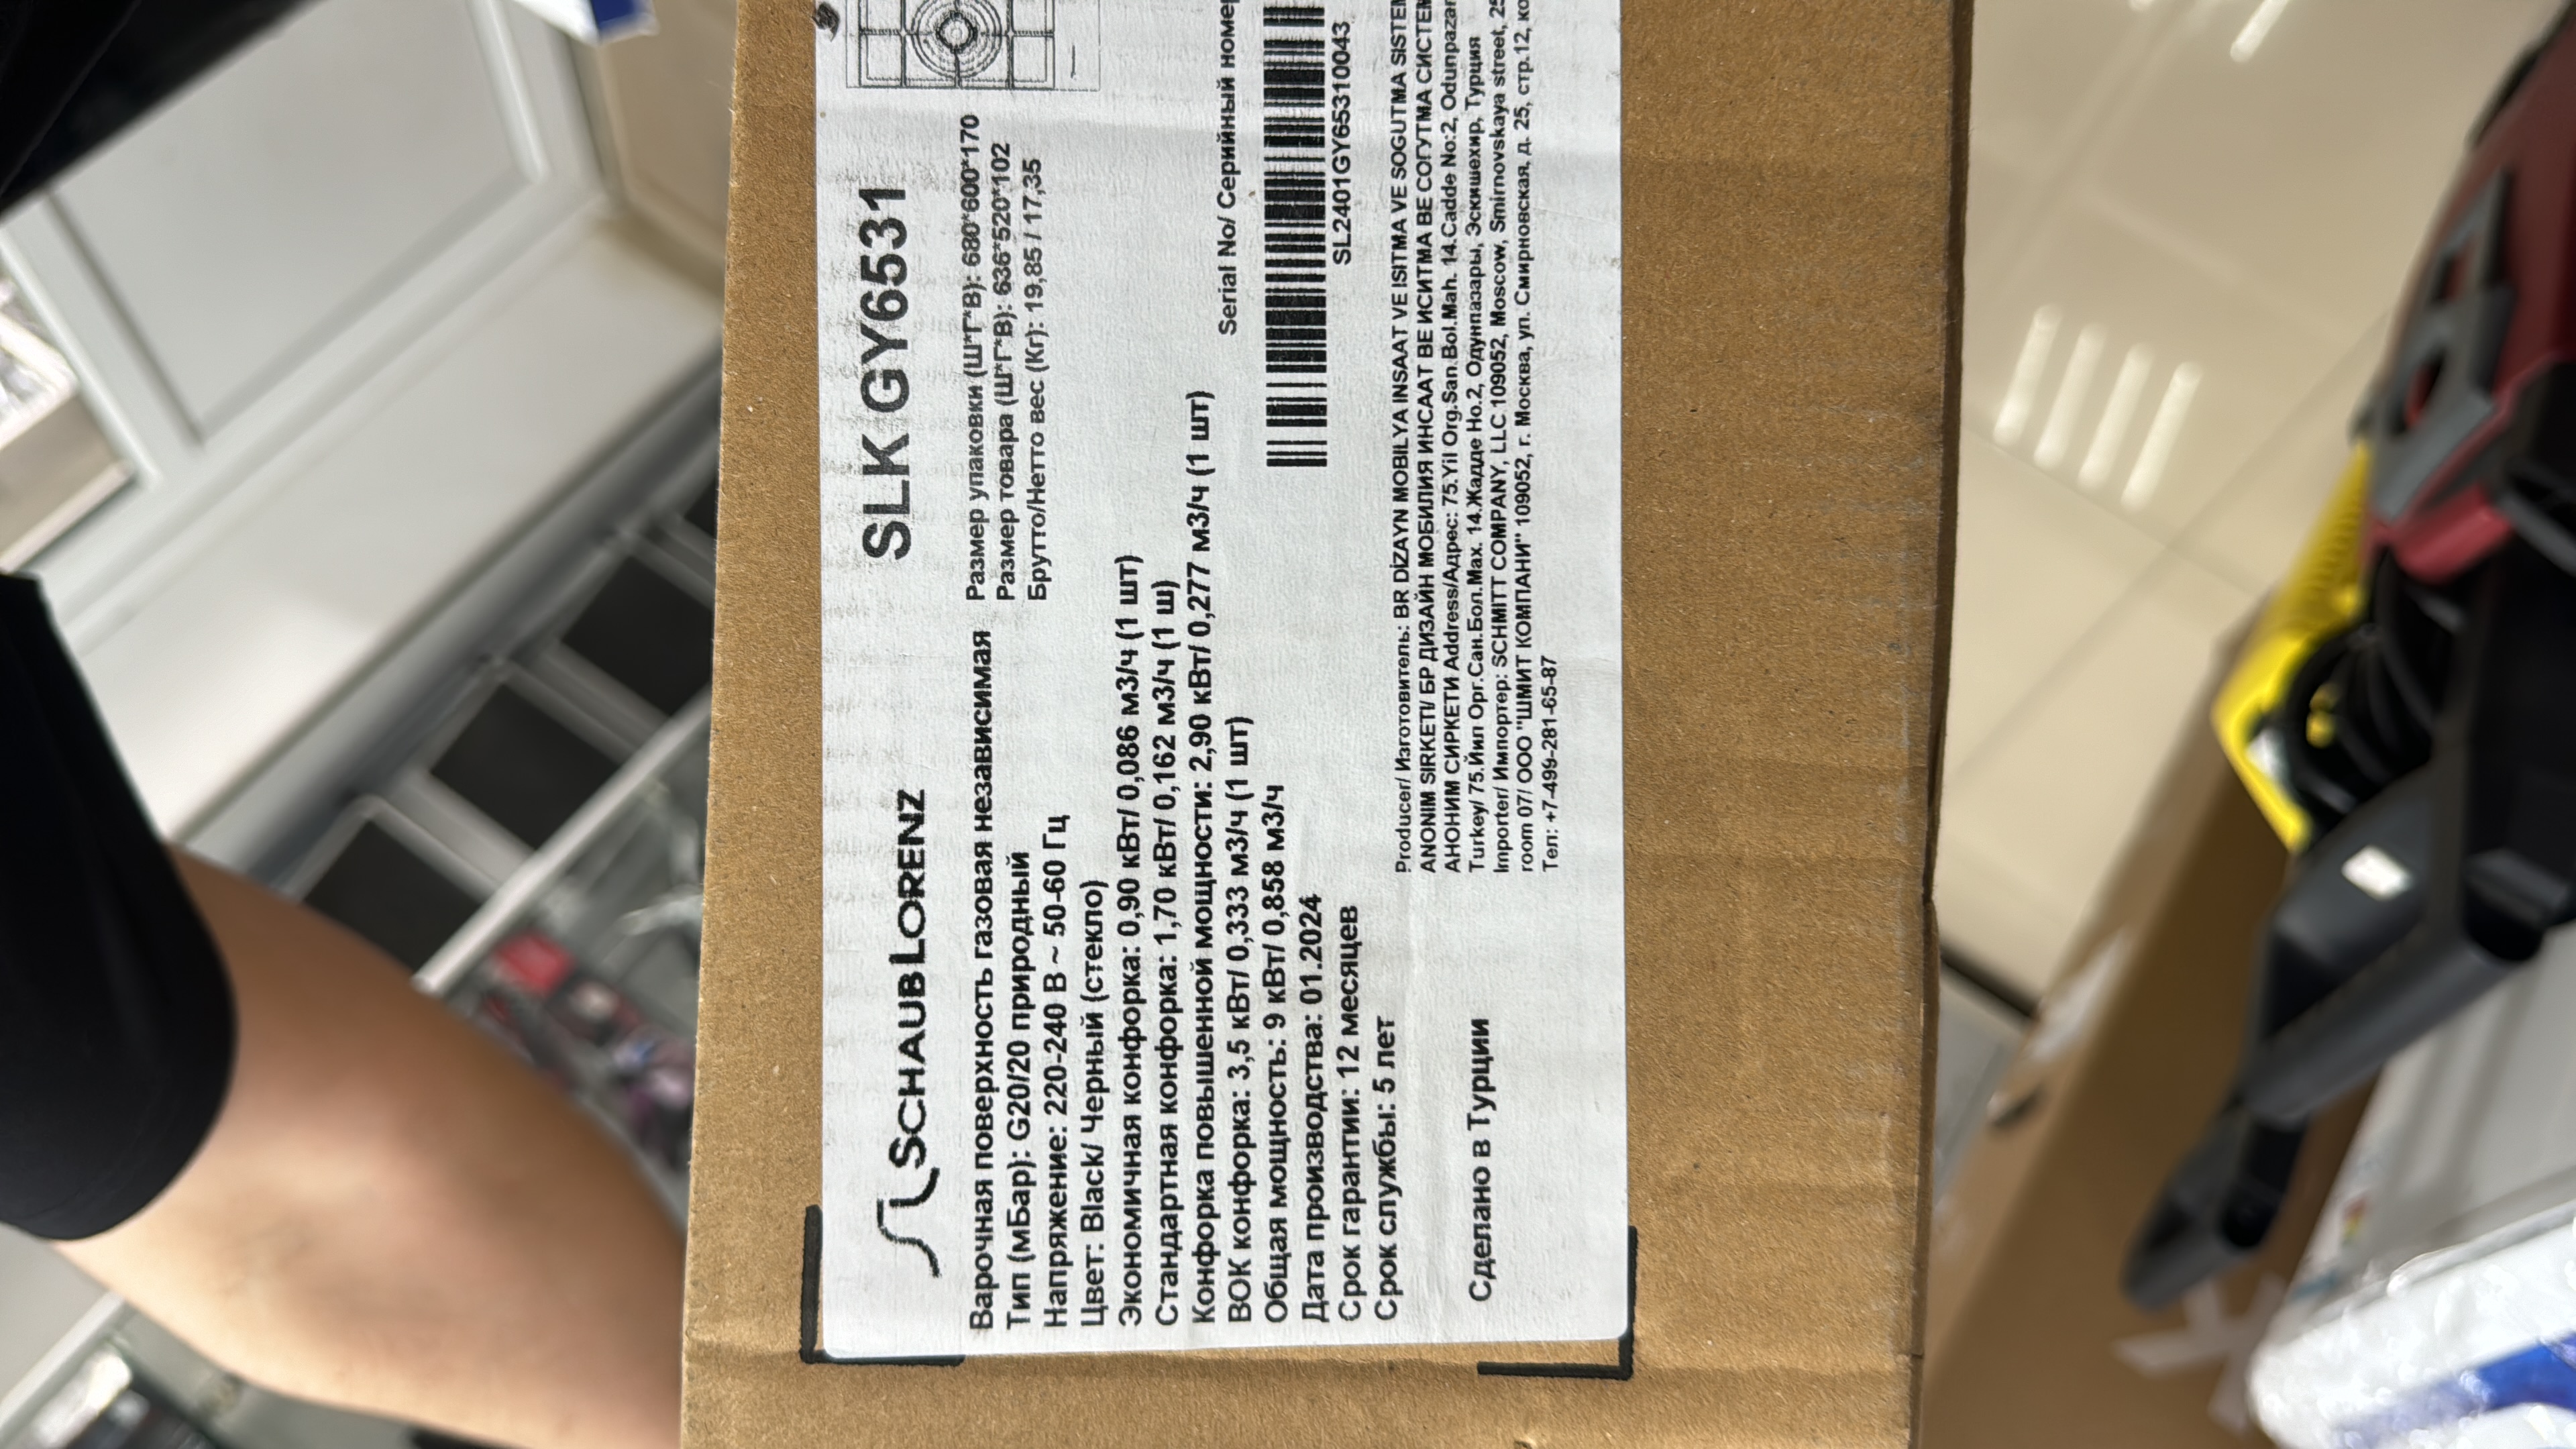 SCHAUB LORENZ
SLK GY6531
Варочная поверхность газовая независимая
Тип (мБар): G20/20 природный
Напряжение: 220-240 В ~ 50-60 Гц
Цвет: Black/ Черный (стекло)
Экономичная конфорка: 0,90 кВт/ 0,086 м3/ч (1 шт)
Стандартная конфорка: 1,70 кВт/ 0,162 м3/ч (1 ш)
Конфорка повышенной мощности: 2,90 кВт/ 0,277 м3/ч (1 шт)
ВОК конфорка: 3,5 кВт/ 0,333 м3/ч (1 шт)
Общая мощность: 9 кВт/ 0,858 м3/ч
Дата производства: 01.2024
Срок гарантии: 12 месяцев
Срок службы: 5 лет
Сделано в Турции
Размер упаковки (Ш*Г*В): 680*600*170
Размер товара (Ш*Г*В): 636*520*102
Брутто/Нетто вес (Кг): 19,85 / 17,35
Serial No/ Серийный номер
SL2401GY65310043
Producer/ Изготовитель: BR DİZAYN MOBILYA INSAAT VE ISITMA VE SOGUTMA SISTEM
ANONIM SIRKETI/ БР ДИЗАЙН МОБИЛИЯ ИНСААТ ВЕ ИСИТМА ВЕ СОГУТМА СИСТЕМ
АНОНИМ СИРКЕТИ Address/Адрес: 75.Yil Org.San.Bol.Mah. 14.Cadde No:2, Odunpazar
Turkey/ 75.Йил Орг.Сан.Бол.Мах. 14.Жадде Но.2, Одунпазары, Эскишехир, Турция
Importer/ Импортер: SCHMITT COMPANY, LLC 109052, Moscow, Smirnovskaya street, 25
room 07/ ООО "ШМИТ КОМПАНИ" 109052, г. Москва, ул. Смирновская, д. 25, стр. 12, ко
Тел: +7-499-281-65-87